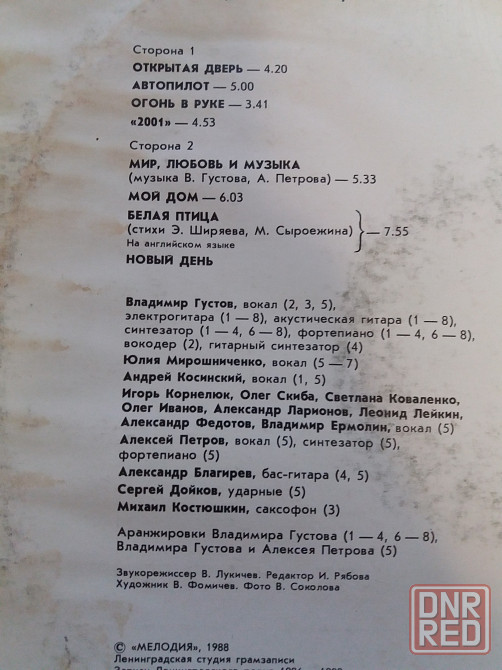 Сторона 1
ОТКРЫТАЯ ДВЕРЬ — 4.20
АВТОПИЛОТ — 5.00
ОГОНЬ В РУКЕ — 3.41
«2001» — 4.53
Сторона 2
МИР, ЛЮБОВЬ И МУЗЫКА
(музыка В. Густова, А. Петрова) — 5.33
МОЙ ДОМ — 6.03
БЕЛАЯ ПТИЦА
(стихи Э. Ширяева, М. Сыроежина) — 7.55
На английском языке
НОВЫЙ ДЕНЬ
Владимир Густов, вокал (2, 3, 5),
электрогитара (1 — 8), акустическая гитара (1 — 8),
синтезатор (1 — 4, 6 — 8), фортепиано (1 — 4, 6 — 8),
вокодер (2), гитарный синтезатор (4)
Юлия Мирошниченко, вокал (5 — 7)
Андрей Косинский, вокал (1, 5)
Игорь Корнелюк, Олег Скиба, Светлана Коваленко,
Олег Иванов, Александр Ларионов, Леонид Лейкин,
Александр Федотов, Владимир Ермолин, вокал (5)
Алексей Петров, вокал (5), синтезатор (5),
фортепиано (5)
Александр Благирев, бас-гитара (4, 5)
Сергей Дойков, ударные (5)
Михаил Костюшкин, саксофон (3)
Аранжировки Владимира Густова (1 — 4, 6 — 8),
Владимира Густова и Алексея Петрова (5)
Звукорежиссер В. Лукичев. Редактор И. Рябова
Художник В. Фомичев. Фото В. Соколова
© «МЕЛОДИЯ», 1988
Ленинградская студия грамзаписи
DNR
RED